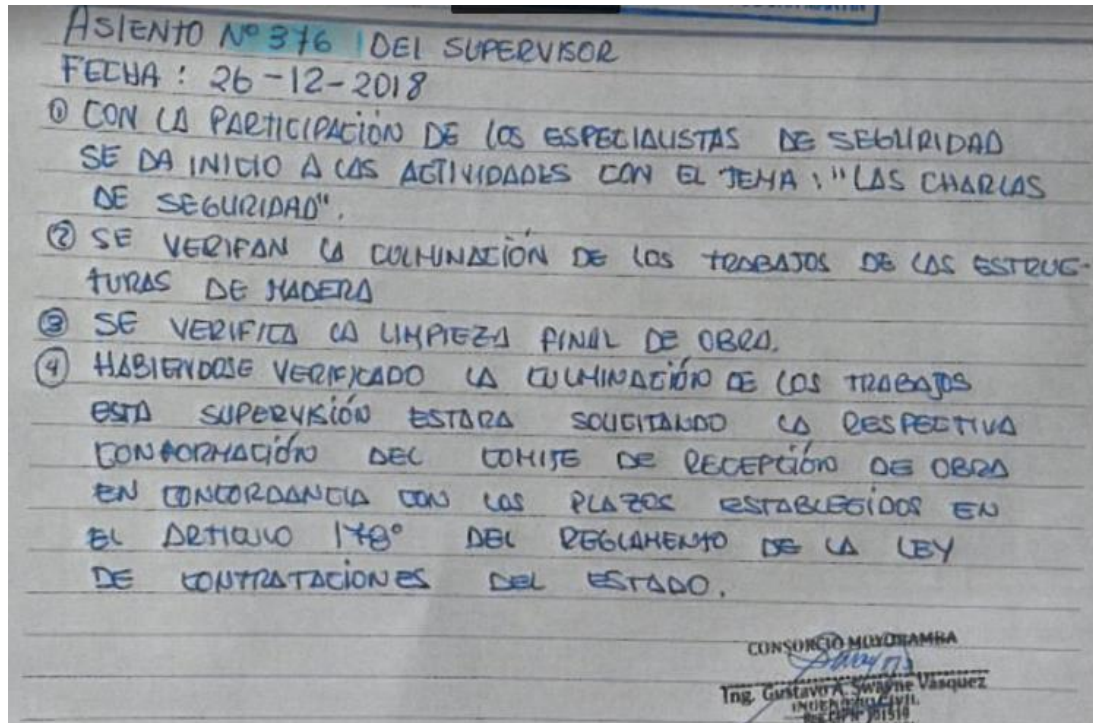 ASIENTO Nº 376 DEL SUPERVISOR
FECHA : 26-12-2018
① CON LA PARTICIPACIÓN DE LOS ESPECIALISTAS DE SEGURIDAD
SE DA INICIO A LAS ACTIVIDADES CON EL TEMA: "LAS CHARLAS
DE SEGURIDAD".
② SE VERIFAN LA CULMINACIÓN DE LOS TRABAJOS DE LAS ESTRUC-
TURAS DE MADERA
③ SE VERIFICA LA LIMPIEZA FINAL DE OBRA.
④ HABIENDOSE VERIFICADO LA CULMINACIÓN DE LOS TRABAJOS
ESTA SUPERVISIÓN ESTARA SOLICITANDO LA RESPECTIVA
CONFORMACIÓN DEL COMITE DE RECEPCIÓN DE OBRA
EN CONCORDANCIA CON LOS PLAZOS ESTABLECIDOS EN
EL ARTICULO 178° DEL REGLAMENTO DE LA LEY
DE CONTRATACIONES DEL ESTADO.
CONSORCIO MOYOBAMBA
Ing. Gustavo A. Swayne Vásquez
INGENIERO CIVIL